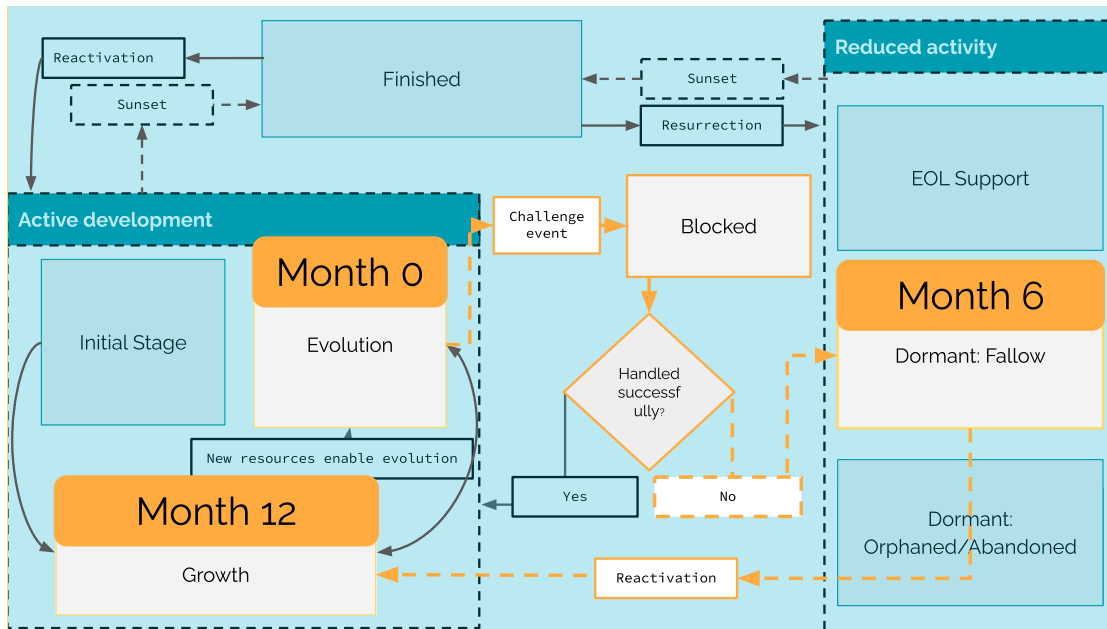 Reactivation
Sunset
Finished
Sunset
Resurrection
Reduced activity
EOL Support
Active development
Challenge
event
Blocked
Month 0
Initial Stage
Evolution
Month 6
Dormant: Fallow
Handled
successf
ully?
New resources enable evolution
Yes
No
Month 12
Growth
Reactivation
Dormant:
Orphaned/Abandoned